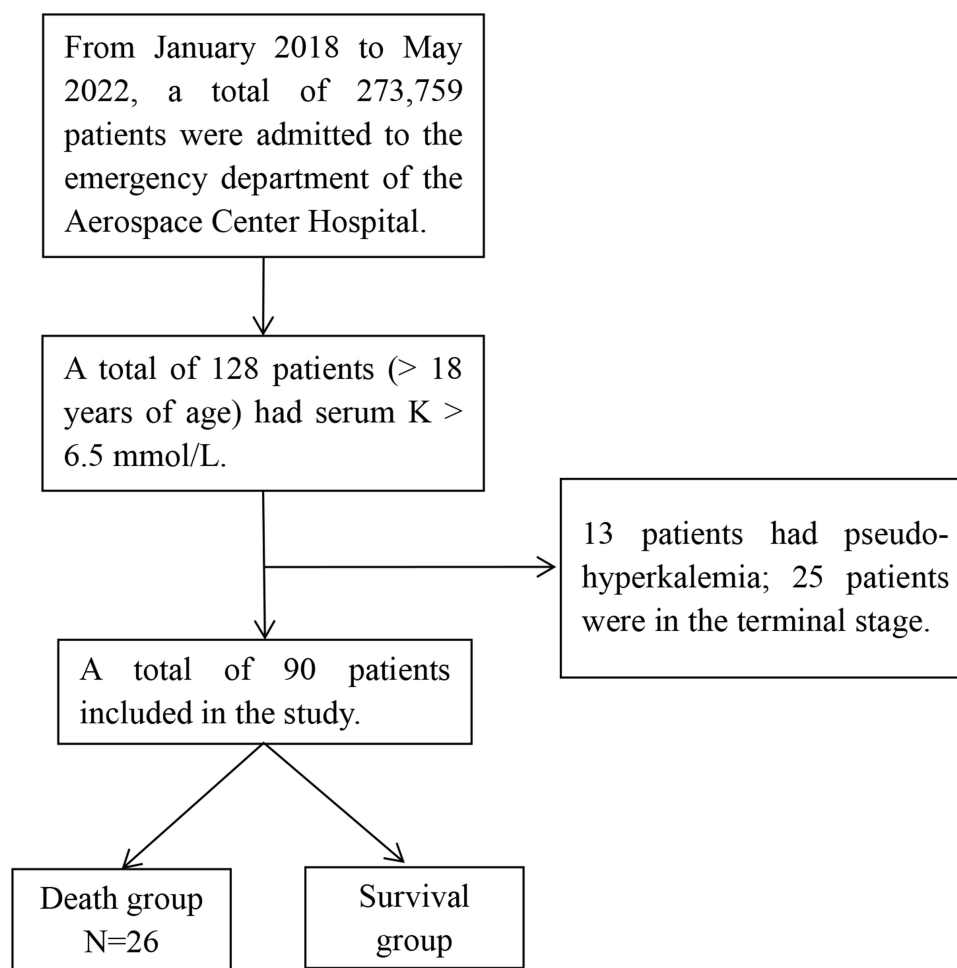 From January 2018 to May
2022, a total of 273,759
patients were admitted to the
emergency department of the
Aerospace Center Hospital.
A total of 128 patients (> 18
years of age) had serum K >
6.5 mmol/L.
13 patients had pseudo-
hyperkalemia; 25 patients
were in the terminal stage.
A total of 90 patients
included in the study.
Death group
N=26
Survival
group